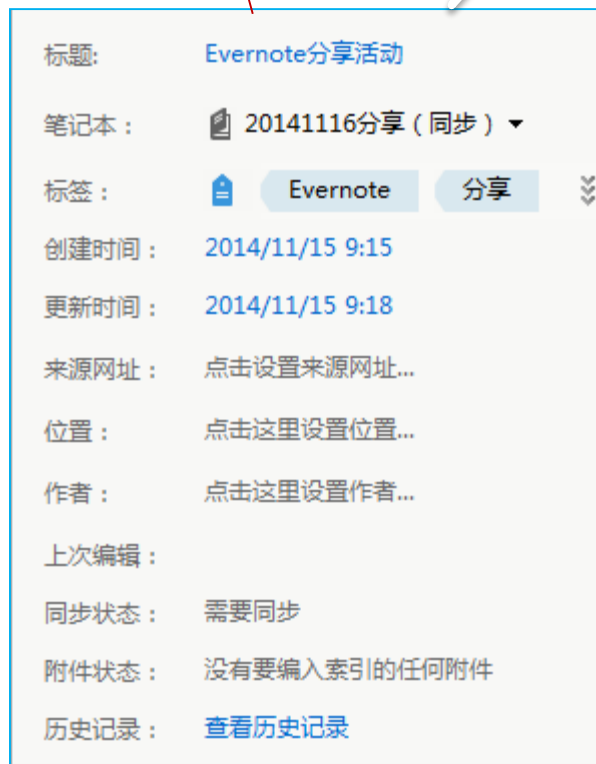 标题: Evernote分享活动
笔记本： 20141116分享（同步）
标签： Evernote 分享
创建时间： 2014/11/15 9:15
更新时间： 2014/11/15 9:18
来源网址： 点击设置来源网址...
位置： 点击这里设置位置...
作者： 点击这里设置作者...
上次编辑：
同步状态： 需要同步
附件状态： 没有要编入索引的任何附件
历史记录： 查看历史记录